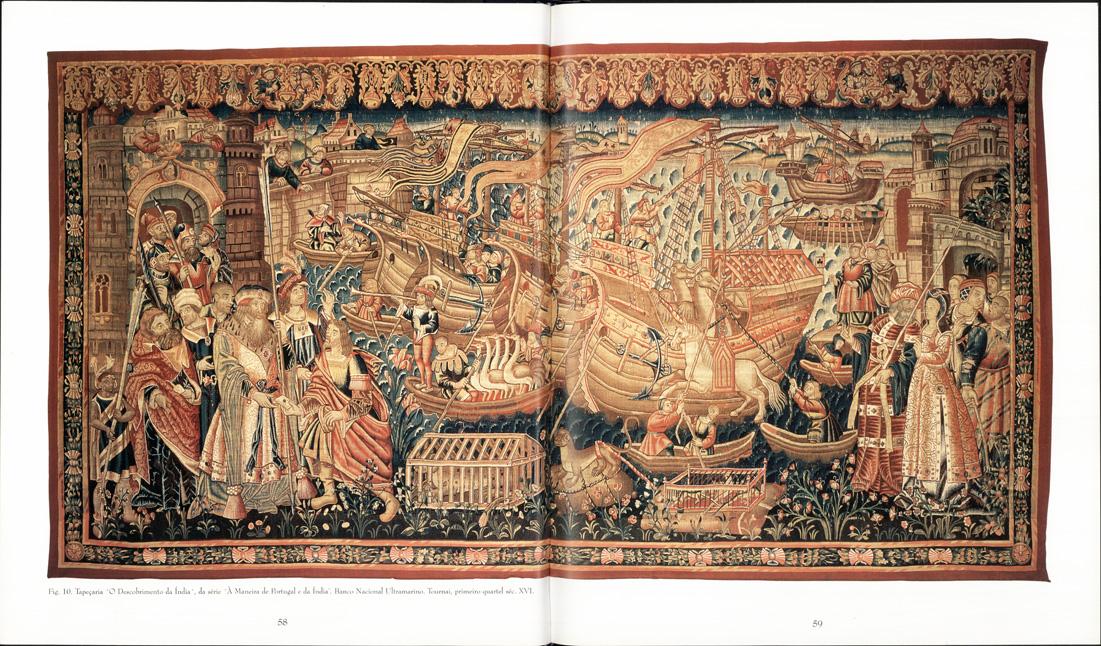 Fig. 10. Tapeçaria "O Descobrimento da Índia", da série "À Maneira de Portugal e da Índia". Banco Nacional Ultramarino. Tournai, primeiro quartel séc. XVI.
58
59